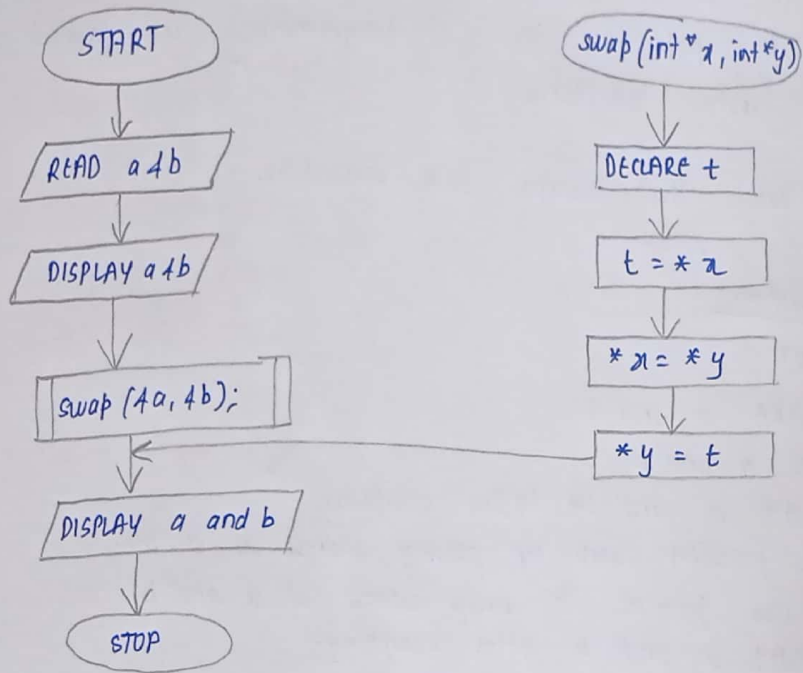 START
READ a & b
DISPLAY a & b
swap (&a, &b);
DISPLAY a and b
STOP
swap (int * x, int * y)
DECLARE t
t = * x
* x = * y
* y = t